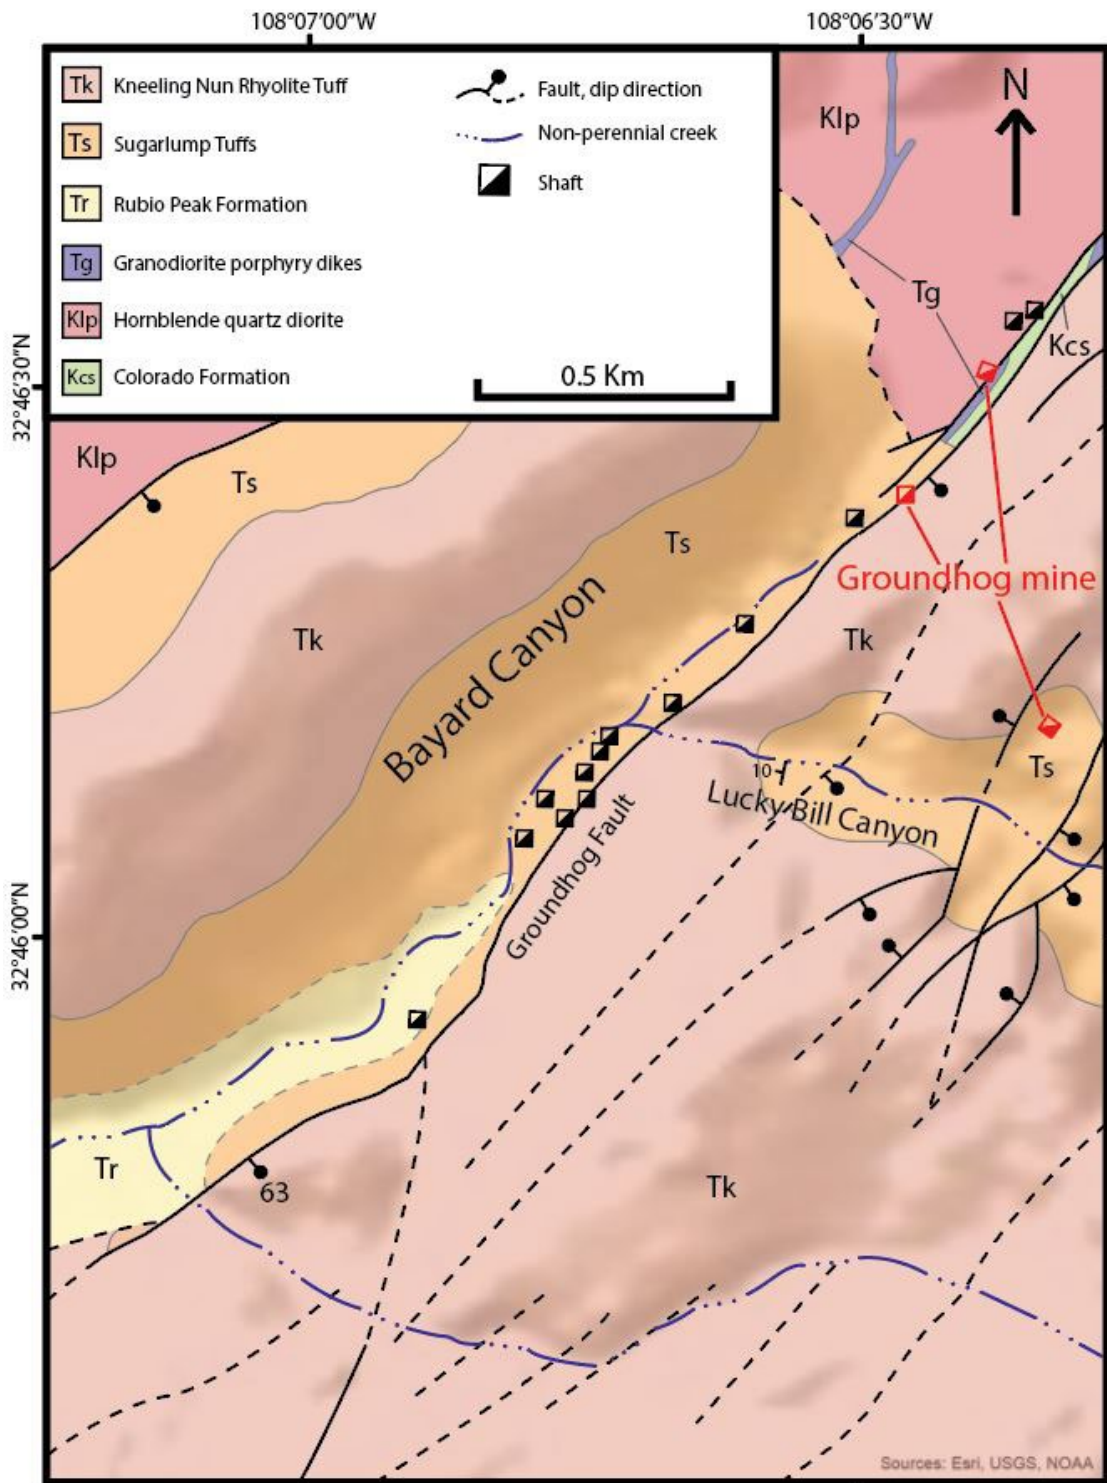 108°07'00"W
108°06'30"W
32°46'30"N
32°46'00"N
Tk Kneeling Nun Rhyolite Tuff
Ts Sugarlump Tuffs
Tr Rubio Peak Formation
Tg Granodiorite porphyry dikes
Klp Hornblende quartz diorite
Kcs Colorado Formation
Fault, dip direction
Non-perennial creek
Shaft
0.5 Km
N
Klp
Tg
Kcs
Klp
Ts
Ts
Groundhog mine
Tk
Tk
Bayard Canyon
Ts
10
Lucky Bill Canyon
Groundhog Fault
Tr
63
Tk
Sources: Esri, USGS, NOAA